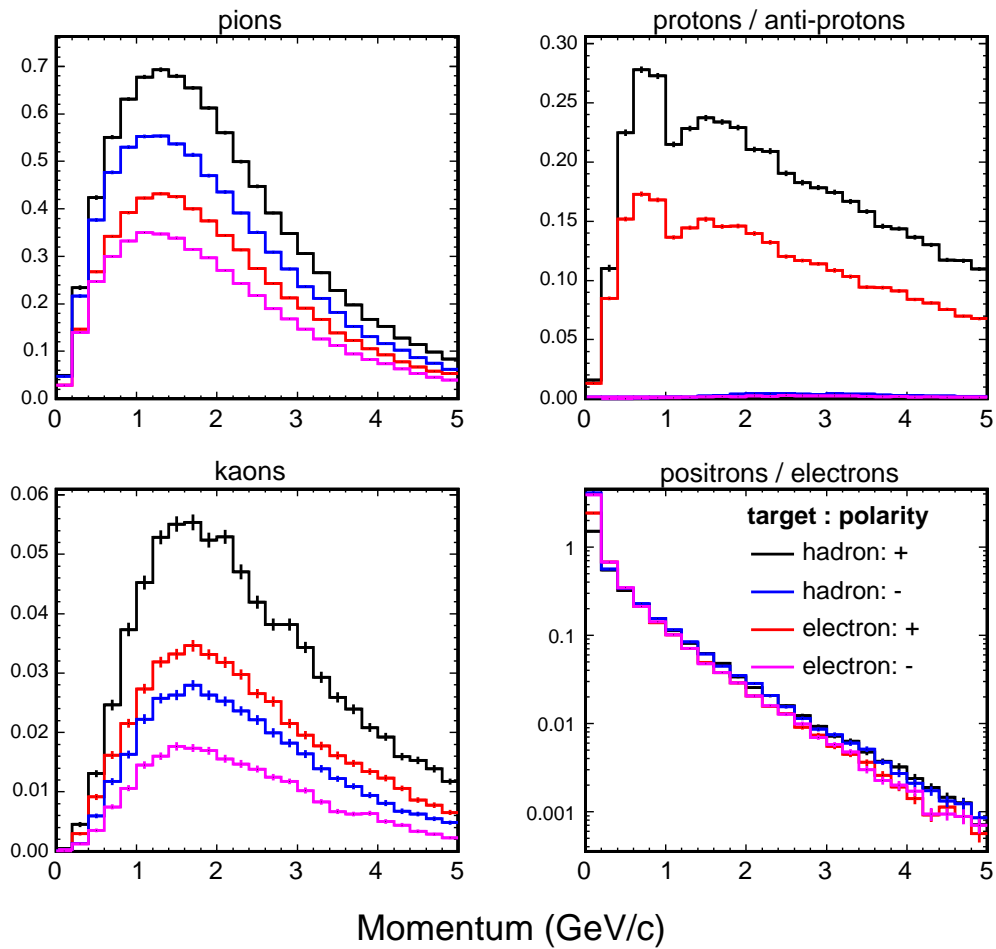 pions
0.7
0.6
0.5
0.4
0.3
0.2
0.1
0.0
0 1 2 3 4 5
protons / anti-protons
0.30
0.25
0.20
0.15
0.10
0.05
0.00
0 1 2 3 4 5
kaons
0.06
0.05
0.04
0.03
0.02
0.01
0.00
0 1 2 3 4 5
positrons / electrons
target : polarity
hadron: +
hadron: -
electron: +
electron: -
1
0.1
0.01
0.001
0 1 2 3 4 5
Momentum (GeV/c)